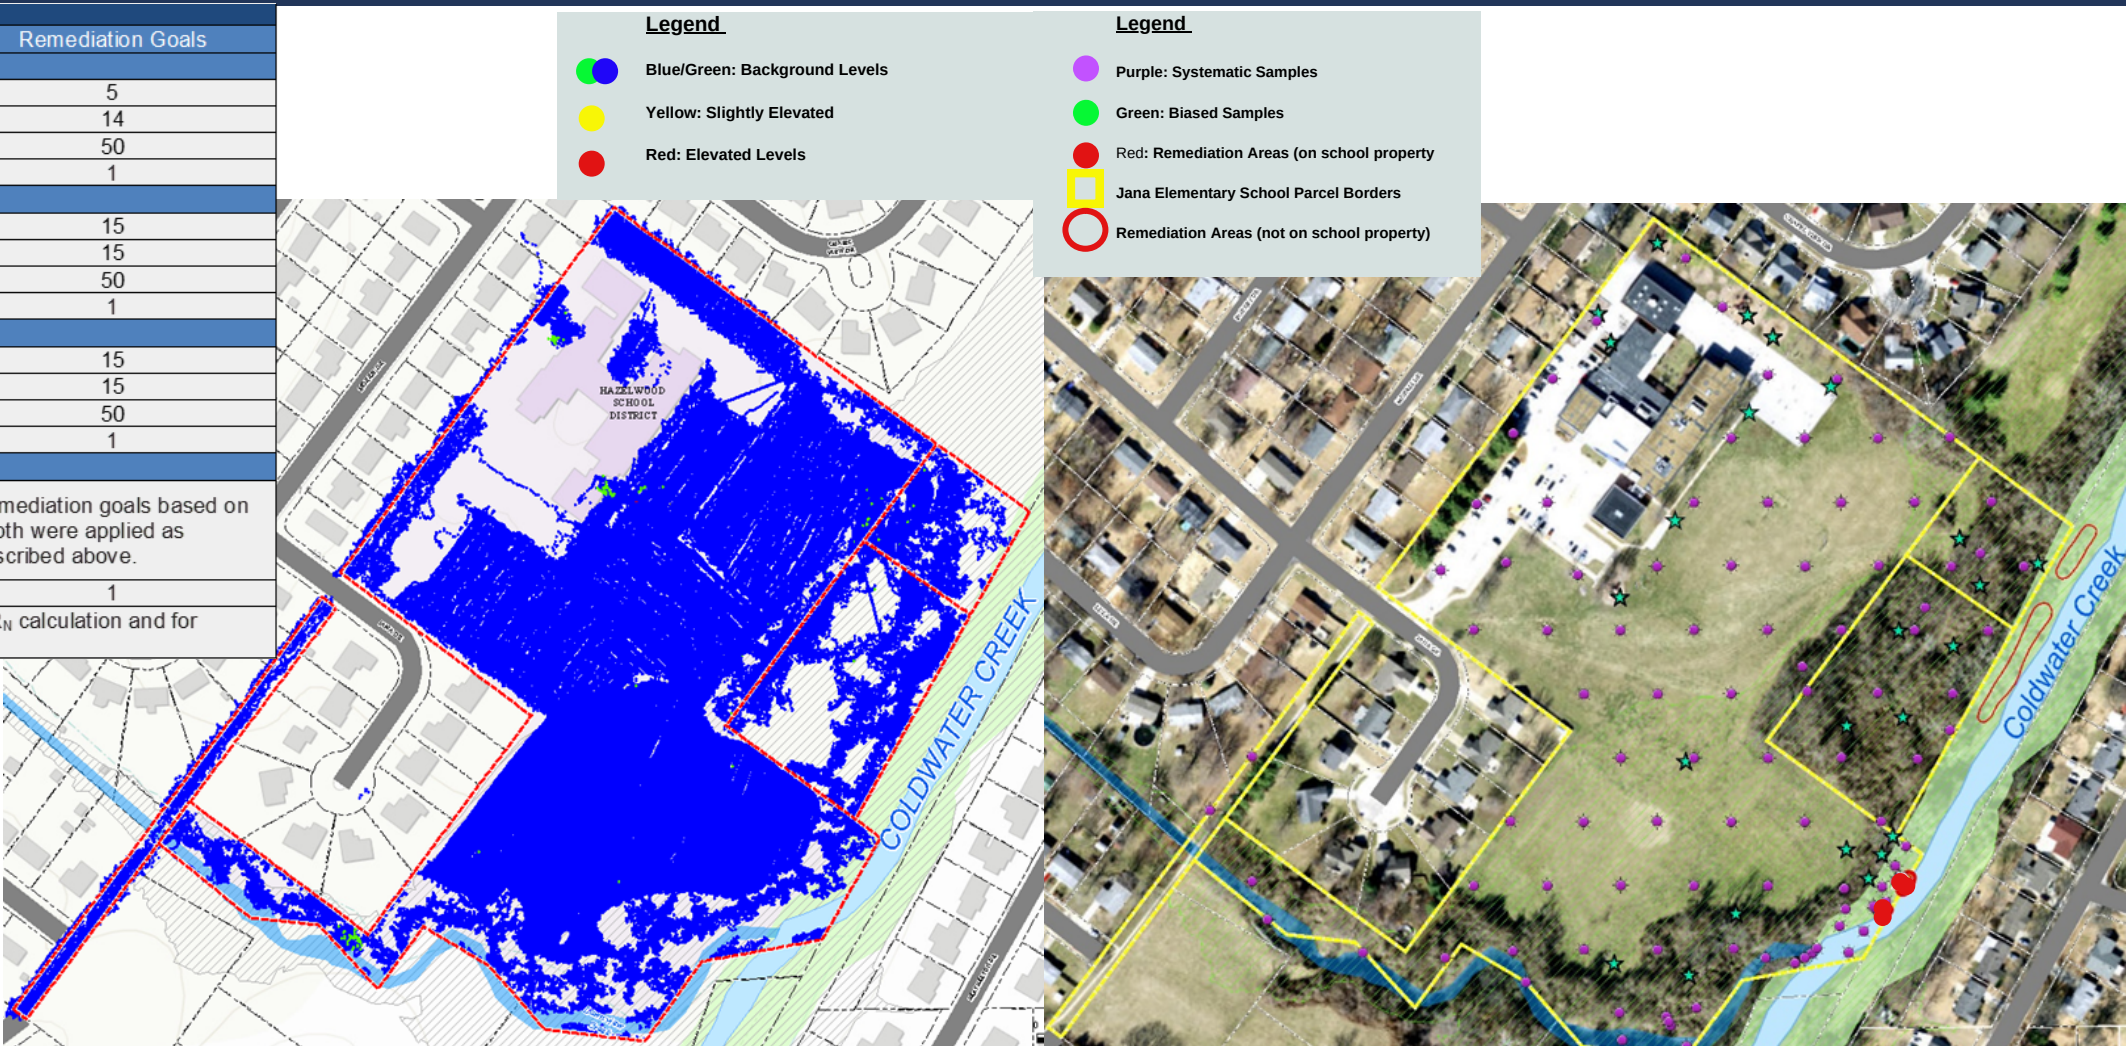 Remediation Goals
5
14
50
1
15
15
50
1
15
15
50
1
mediation goals based on
oth were applied as
scribed above.
1
N calculation and for
Legend
Blue/Green: Background Levels
Yellow: Slightly Elevated
Red: Elevated Levels
Legend
Purple: Systematic Samples
Green: Biased Samples
Red: Remediation Areas (on school property
Jana Elementary School Parcel Borders
Remediation Areas (not on school property)
HAZELWOOD
SCHOOL
DISTRICT
COLDWATER CREEK
Coldwater Creek